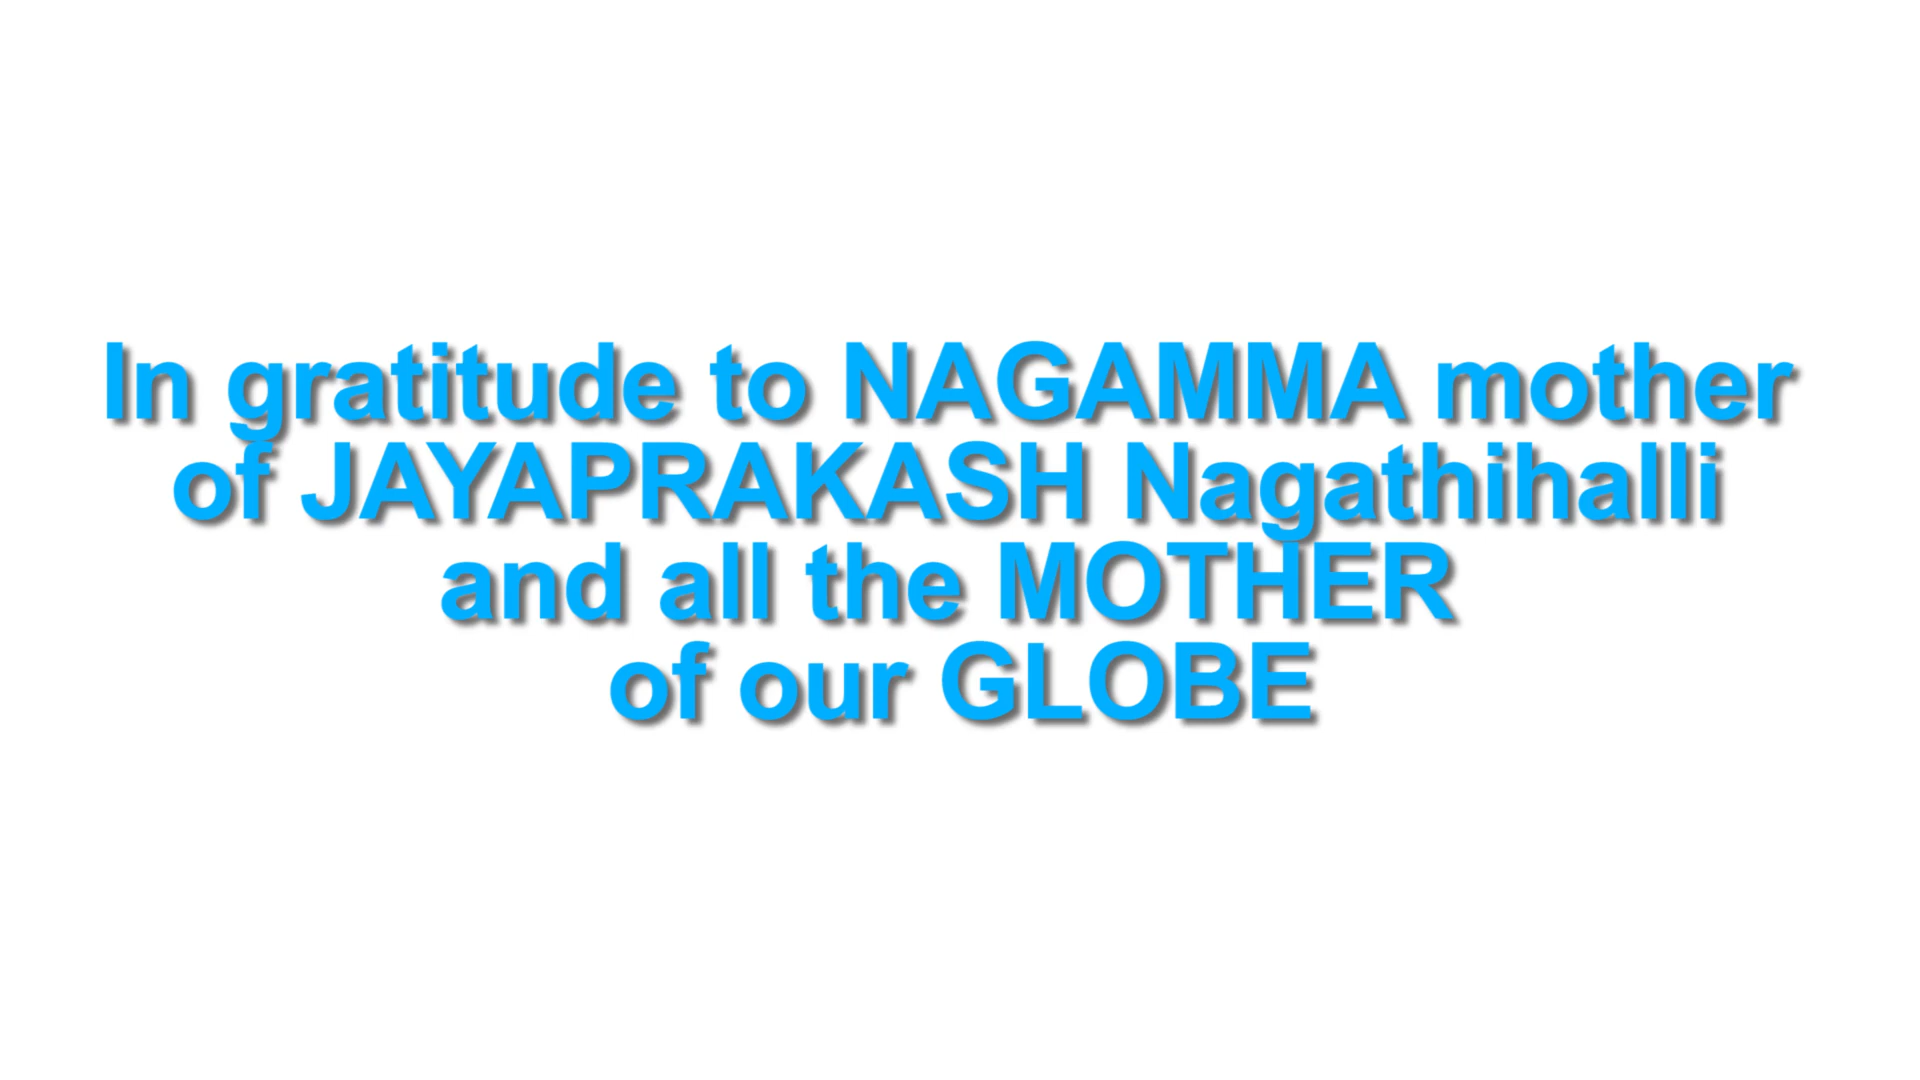 In gratitude to NAGAMMA mother
of JAYAPRAKASH Nagathihalli
and all the MOTHER
of our GLOBE